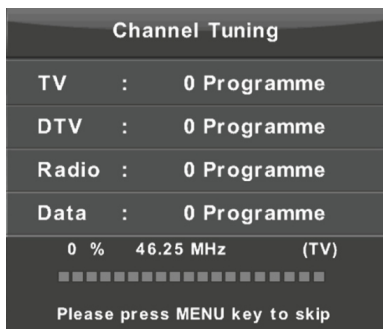 Channel Tuning
TV : 0 Programme
DTV : 0 Programme
Radio : 0 Programme
Data : 0 Programme
0 % 46.25 MHz (TV)
Please press MENU key to skip